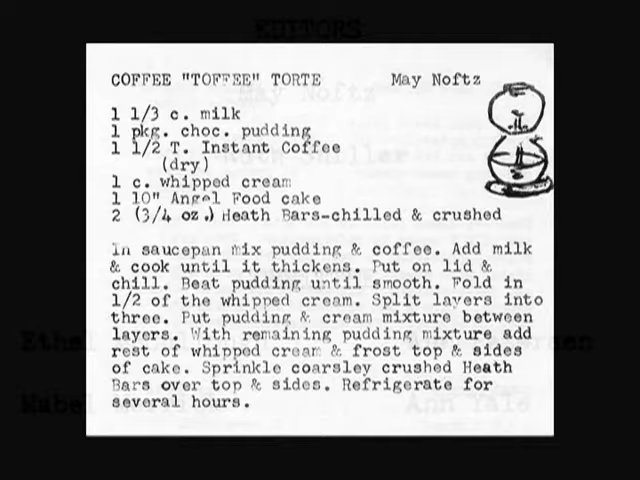 EDITORS
COFFEE "TOFFEE" TORTE May Noftz
1 1/3 c. milk
1 pkg. choc. pudding
1 1/2 T. Instant Coffee
(dry)
1 c. whipped cream
1 10" Angel Food cake
2 (3/4 oz.) Heath Bars-chilled & crushed
In saucepan mix pudding & coffee. Add milk
& cook until it thickens. Put on lid &
chill. Beat pudding until smooth. Fold in
1/2 of the whipped cream. Split layers into
three. Put pudding & cream mixture between
layers. With remaining pudding mixture add
rest of whipped cream & frost top & sides
of cake. Sprinkle coarsley crushed Heath
Bars over top & sides. Refrigerate for
several hours.
Mabel
Ann Yale